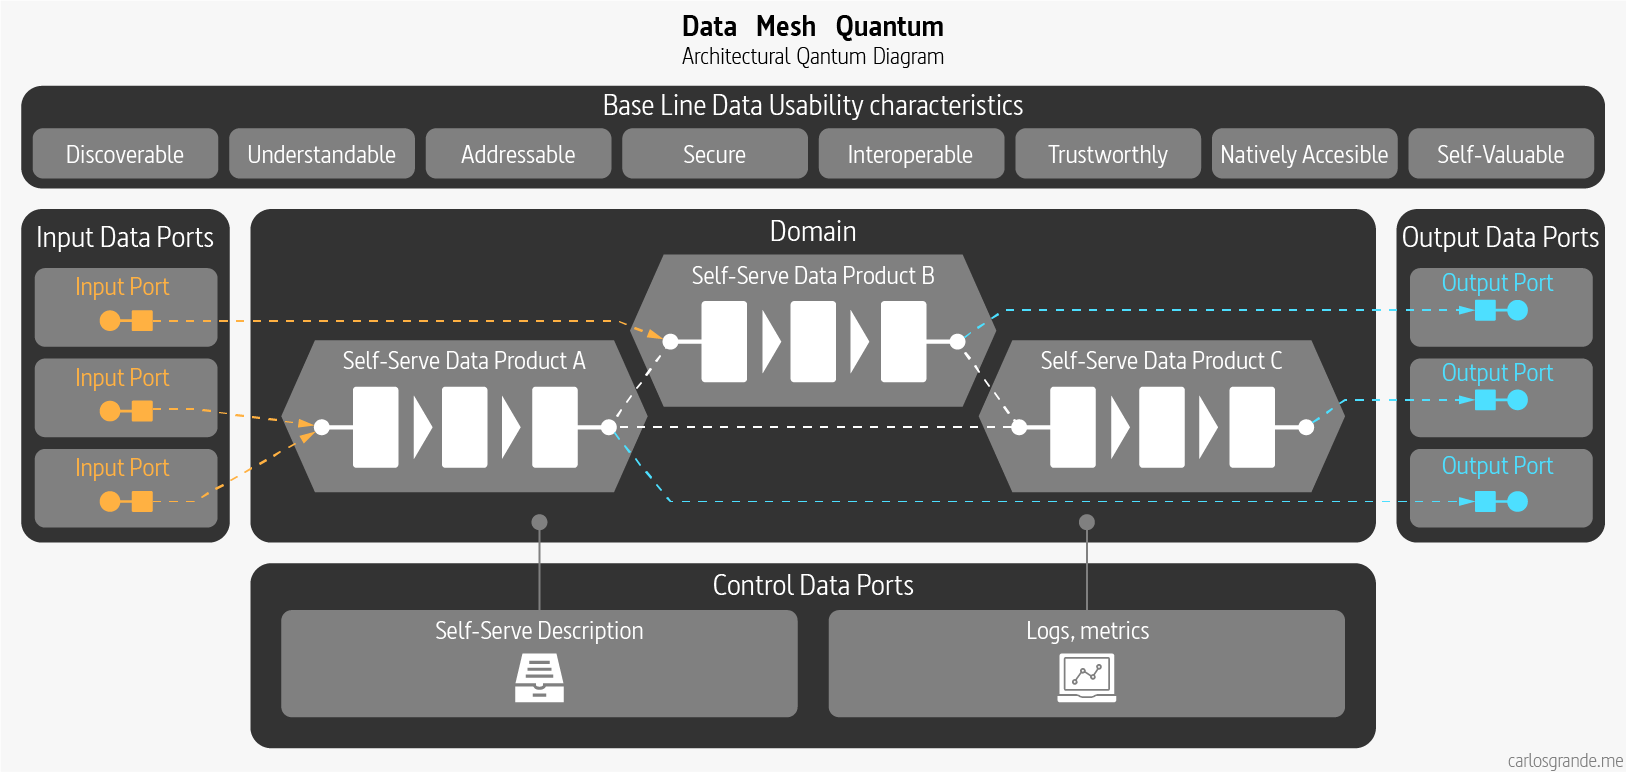 Data Mesh Quantum
Architectural Qantum Diagram
Base Line Data Usability characteristics
Discoverable
Understandable
Addressable
Secure
Interoperable
Trustworthly
Natively Accesible
Self-Valuable
Input Data Ports
Input Port
Input Port
Input Port
Domain
Self-Serve Data Product A
Self-Serve Data Product B
Self-Serve Data Product C
Output Data Ports
Output Port
Output Port
Output Port
Control Data Ports
Self-Serve Description
Logs, metrics
carlosgrande.me